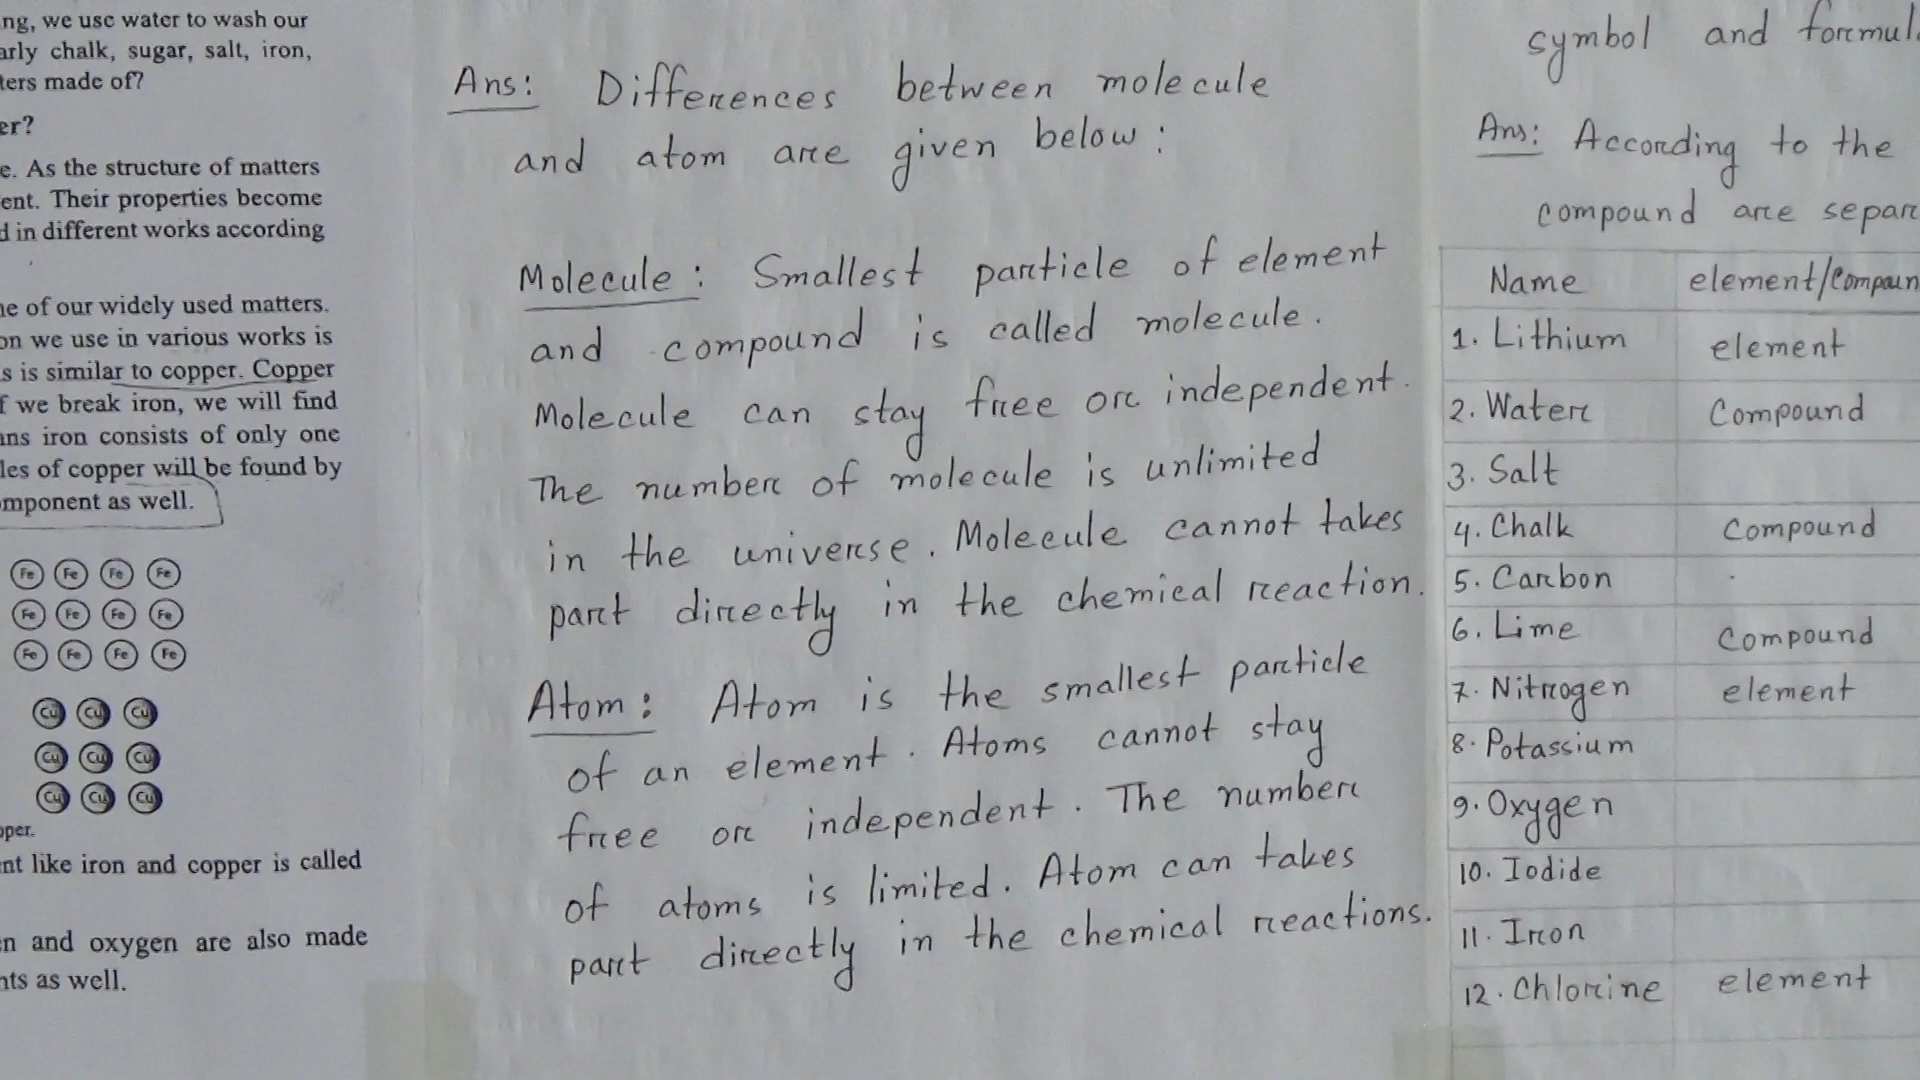 ng, we use water to wash our
arly chalk, sugar, salt, iron,
ters made of?
er?
e. As the structure of matters
ent. Their properties become
d in different works according
ne of our widely used matters.
on we use in various works is
s is similar to copper. Copper
f we break iron, we will find
ans iron consists of only one
les of copper will be found by
mponent as well.
Fe Fe Fe Fe
Fe Fe Fe Fe
Fe Fe Fe Fe
Cu Cu Cu
Cu Cu Cu
Cu Cu Cu
pper.
nt like iron and copper is called
n and oxygen are also made
nts as well.
Ans: Differences between molecule
and atom are given below:
Molecule: Smallest particle of element
and compound is called molecule.
Molecule can stay free or independent.
The number of molecule is unlimited
in the universe. Molecule cannot takes
part directly in the chemical reaction.
Atom: Atom is the smallest particle
of an element. Atoms cannot stay
free or independent. The number
of atoms is limited. Atom can takes
part directly in the chemical reactions.
symbol and formul
Ans: According to the
compound are separ
Name element/Compoun
1. Lithium element
2. Water Compound
3. Salt
4. Chalk Compound
5. Carbon
6. Lime Compound
7. Nitrogen element
8. Potassium
9. Oxygen
10. Iodide
11. Iron
12. Chlorine element